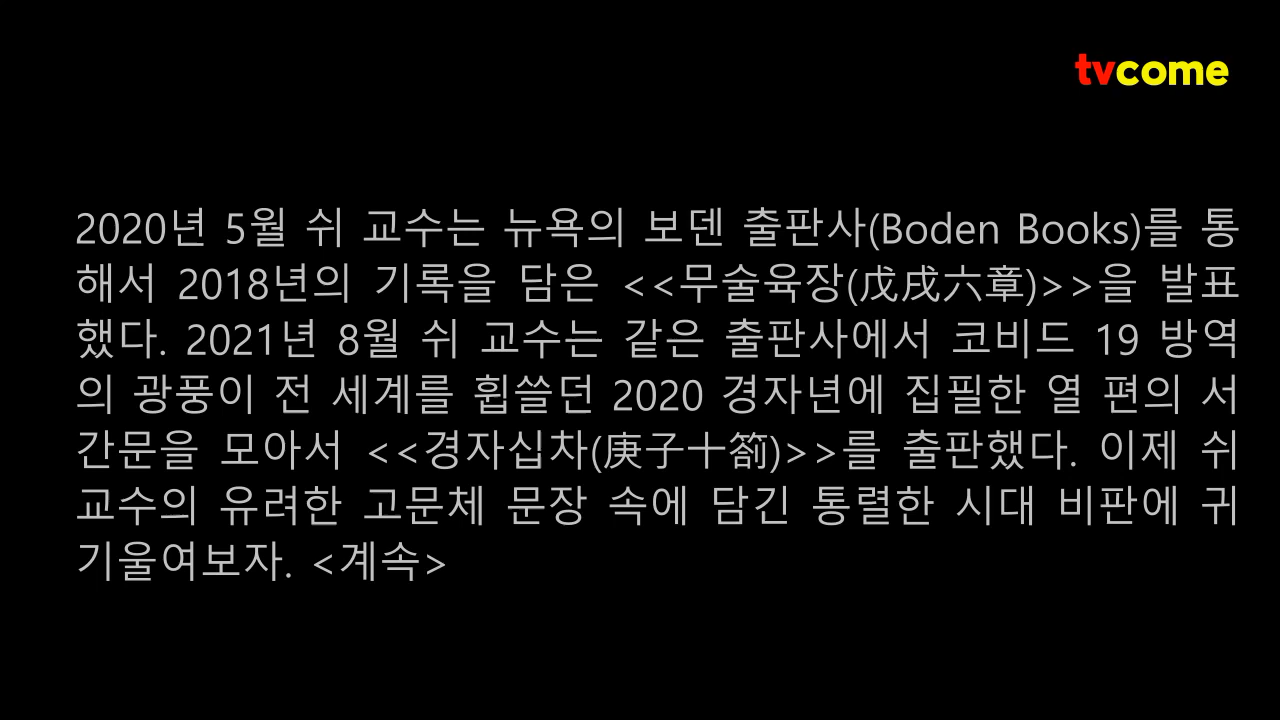 tvcome
2020년 5월 쉬 교수는 뉴욕의 보덴 출판사(Boden Books)를 통
해서 2018년의 기록을 담은 <<무술육장(戊戌六章)>>을 발표
했다. 2021년 8월 쉬 교수는 같은 출판사에서 코비드 19 방역
의 광풍이 전 세계를 휩쓸던 2020 경자년에 집필한 열 편의 서
간문을 모아서 <<경자십차(庚子十箚)>>를 출판했다. 이제 쉬
교수의 유려한 고문체 문장 속에 담긴 통렬한 시대 비판에 귀
기울여보자. <계속>